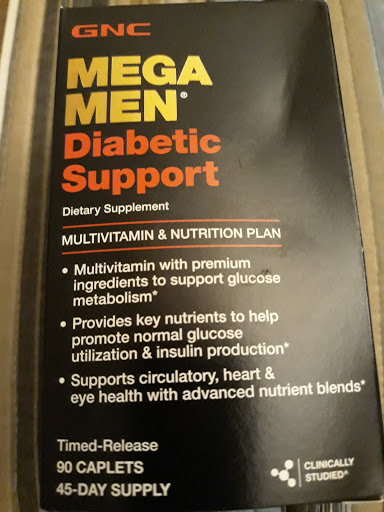 GNC
MEGA
MEN®
Diabetic
Support
Dietary Supplement
MULTIVITAMIN & NUTRITION PLAN
• Multivitamin with premium
ingredients to support glucose
metabolism*
• Provides key nutrients to help
promote normal glucose
utilization & insulin production*
• Supports circulatory, heart &
eye health with advanced nutrient blends*
Timed-Release
90 CAPLETS
45-DAY SUPPLY
CLINICALLY
STUDIED^